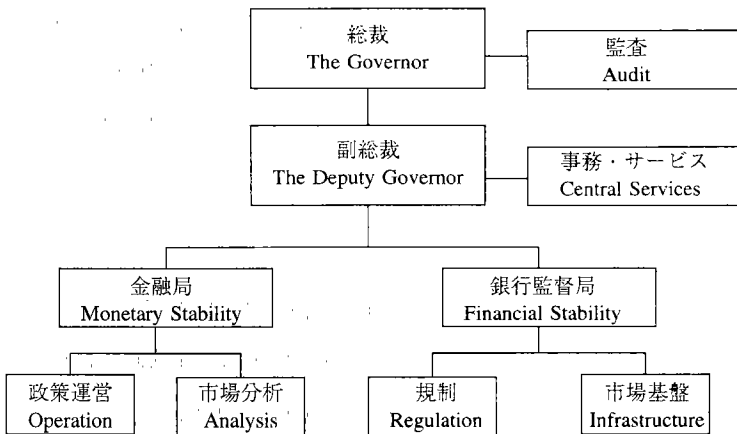 総裁
The Governor
監査
Audit
副総裁
The Deputy Governor
事務・サービス
Central Services
金融局
Monetary Stability
銀行監督局
Financial Stability
政策運営
Operation
市場分析
Analysis
規制
Regulation
市場基盤
Infrastructure